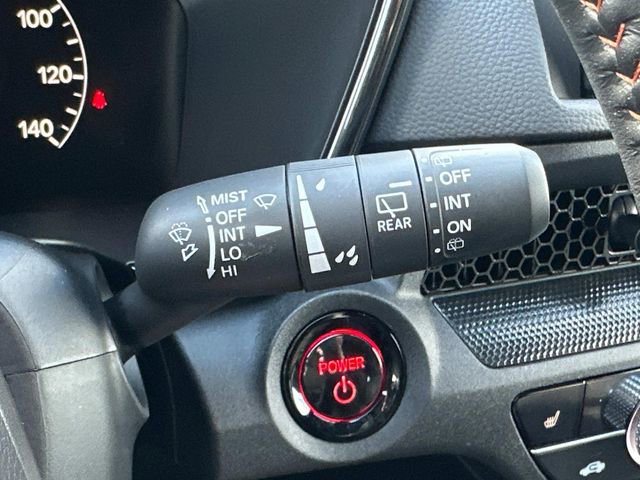 100
120
140
MIST
OFF
INT
LO
HI
REAR
OFF
INT
ON
POWER